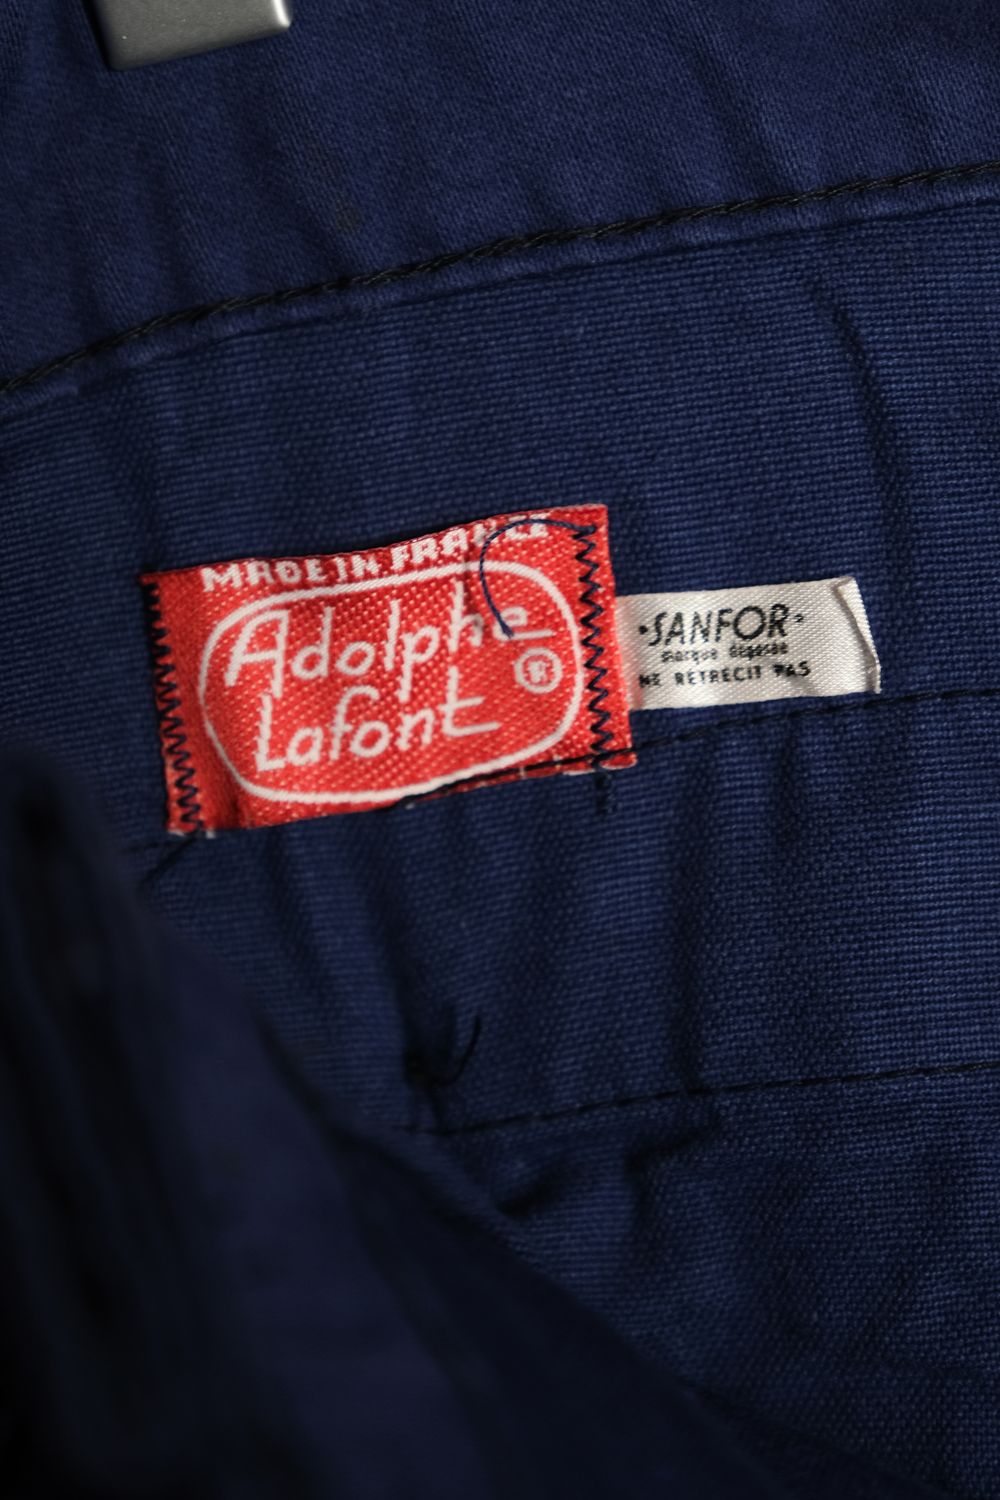 MADE IN FRANCE
Adolphe
Lafont
®
·SANFOR·
marque déposée
NE RETRECIT PAS